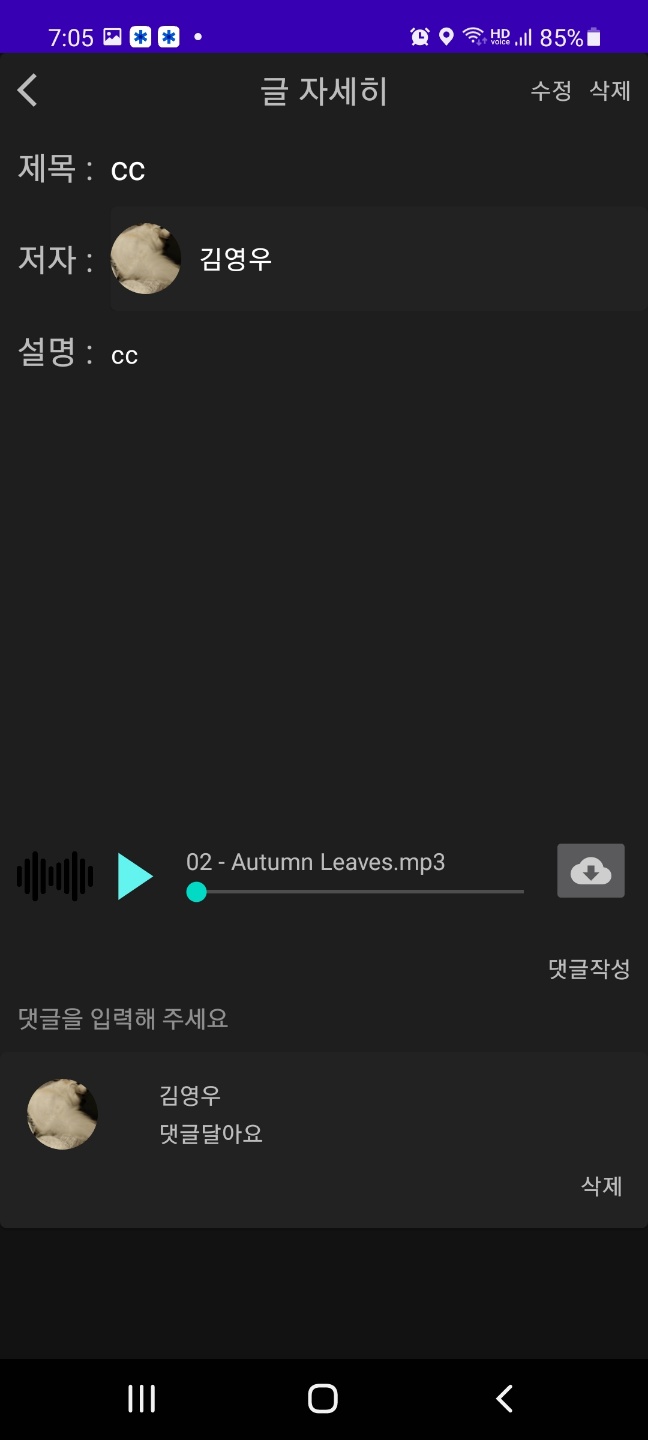 7:05 HD voice 85%
글 자세히 수정 삭제
제목 : cc
저자 : 김영우
설명 : cc
02 - Autumn Leaves.mp3
댓글작성
댓글을 입력해 주세요
김영우
댓글달아요
삭제